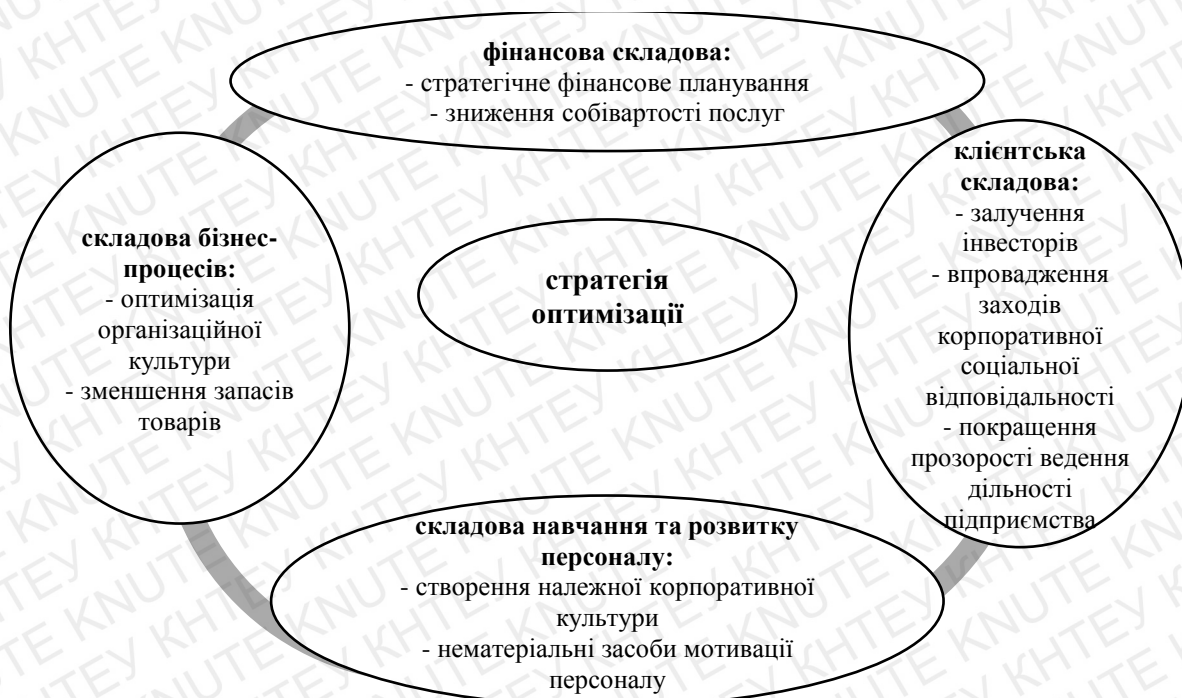 фінансова складова:
- стратегічне фінансове планування
- зниження собівартості послуг
складова бізнес-
процесів:
- оптимізація
організаційної
культури
- зменшення запасів
товарів
стратегія
оптимізації
клієнтська
складова:
- залучення
інвесторів
- впровадження
заходів
корпоративної
соціальної
відповідальності
- покращення
прозорості ведення
дільності
підприємства
складова навчання та розвитку
персоналу:
- створення належної корпоративної
культури
- нематеріальні засоби мотивації
персоналу